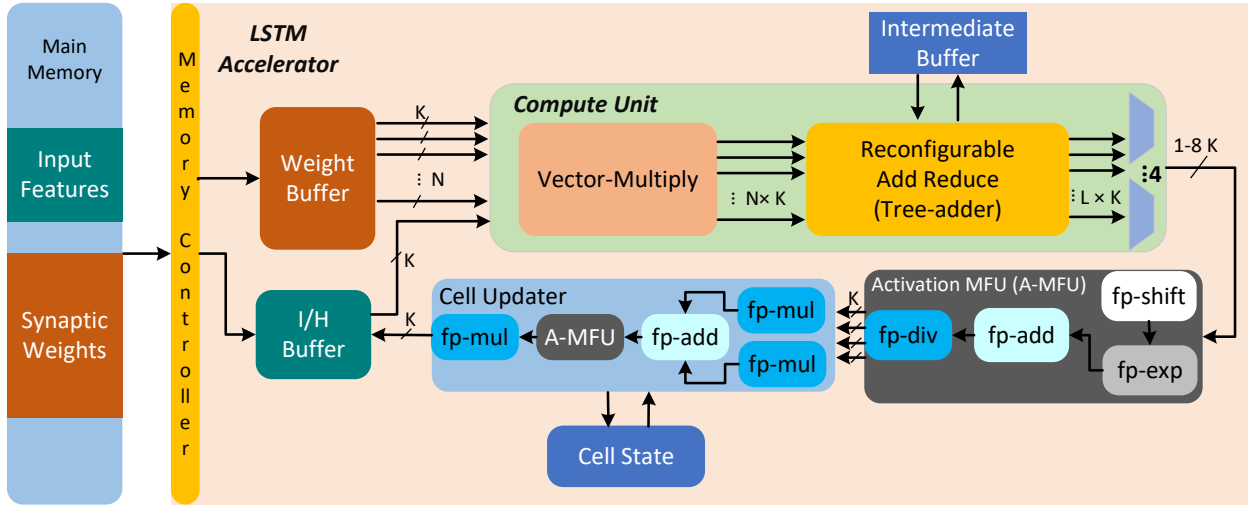 Main
Memory
Input
Features
Synaptic
Weights
Memory Controller
LSTM
Accelerator
Weight
Buffer
K
⋮ N
I/H
Buffer
K
K
Compute Unit
Vector-Multiply
⋮ N× K
Intermediate
Buffer
Reconfigurable
Add Reduce
(Tree-adder)
⋮ L × K
⋮4
1-8 K
Cell Updater
fp-mul
A-MFU
fp-add
fp-mul
fp-mul
K
Cell State
Activation MFU (A-MFU)
fp-shift
fp-div
fp-add
fp-exp